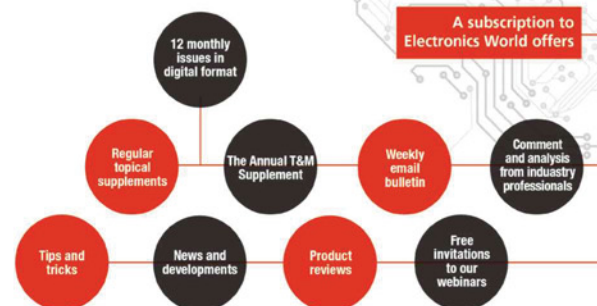 A subscription to
Electronics World offers
12 monthly
issues in
digital format
Regular
topical
supplements
The Annual T&M
Supplement
Weekly
email
bulletin
Comment
and analysis
from industry
professionals
Tips and
tricks
News and
developments
Product
reviews
Free
invitations
to our
webinars